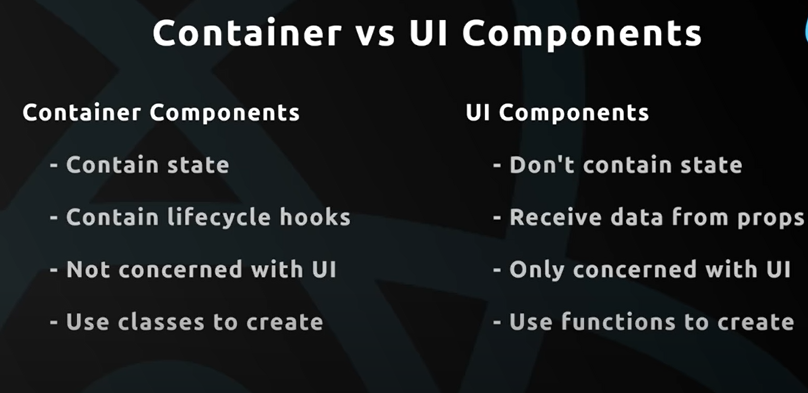 Container vs UI Components
Container Components
- Contain state
- Contain lifecycle hooks
- Not concerned with UI
- Use classes to create
UI Components
- Don't contain state
- Receive data from props
- Only concerned with UI
- Use functions to create